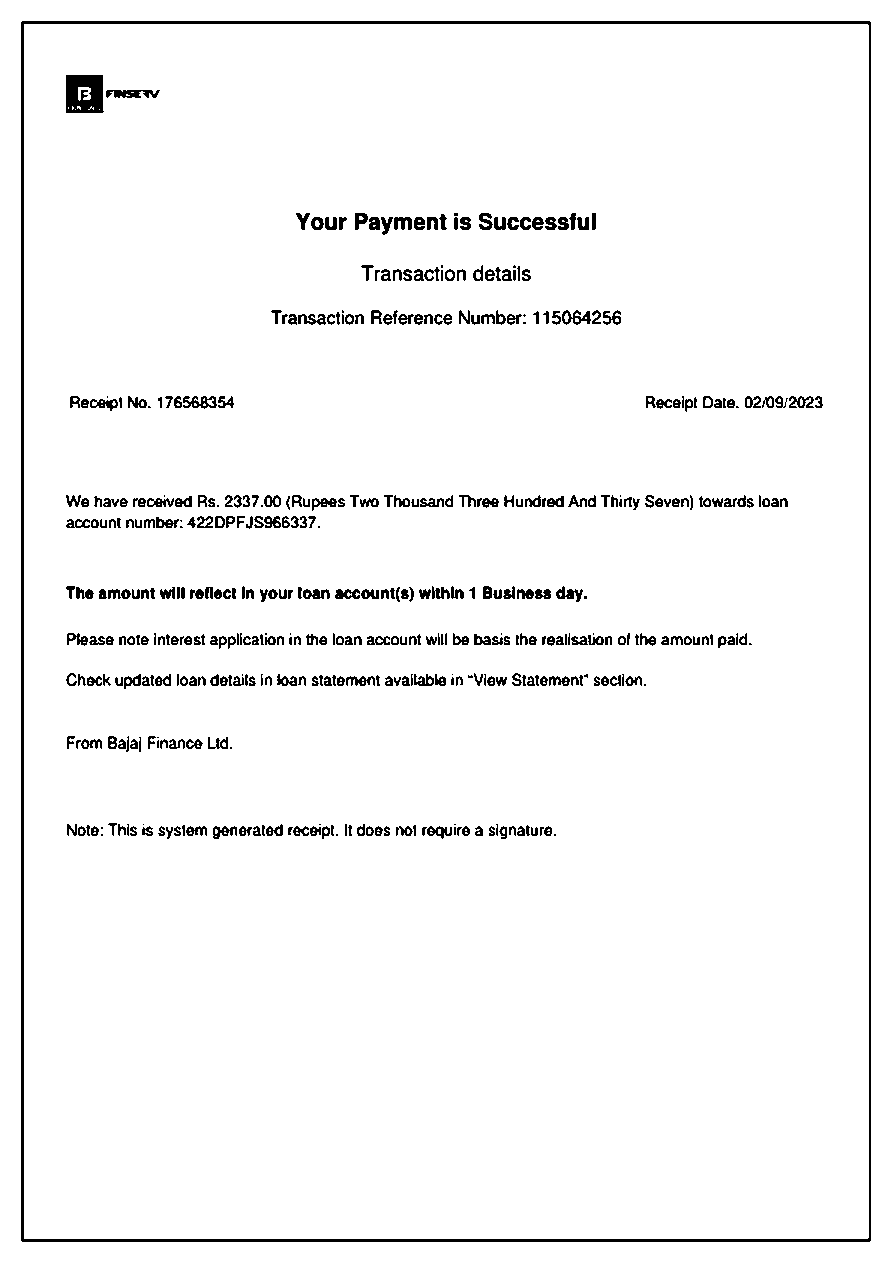 B FINSERV
Your Payment is Successful
Transaction details
Transaction Reference Number: 115064256
Receipt No. 176568354
Receipt Date. 02/09/2023
We have received Rs. 2337.00 (Rupees Two Thousand Three Hundred And Thirty Seven) towards loan
account number: 422DPFJS966337.
The amount will reflect in your loan account(s) within 1 Business day.
Please note interest application in the loan account will be basis the realisation of the amount paid.
Check updated loan details in loan statement available in "View Statement" section.
From Bajaj Finance Ltd.
Note: This is system generated receipt. It does not require a signature.